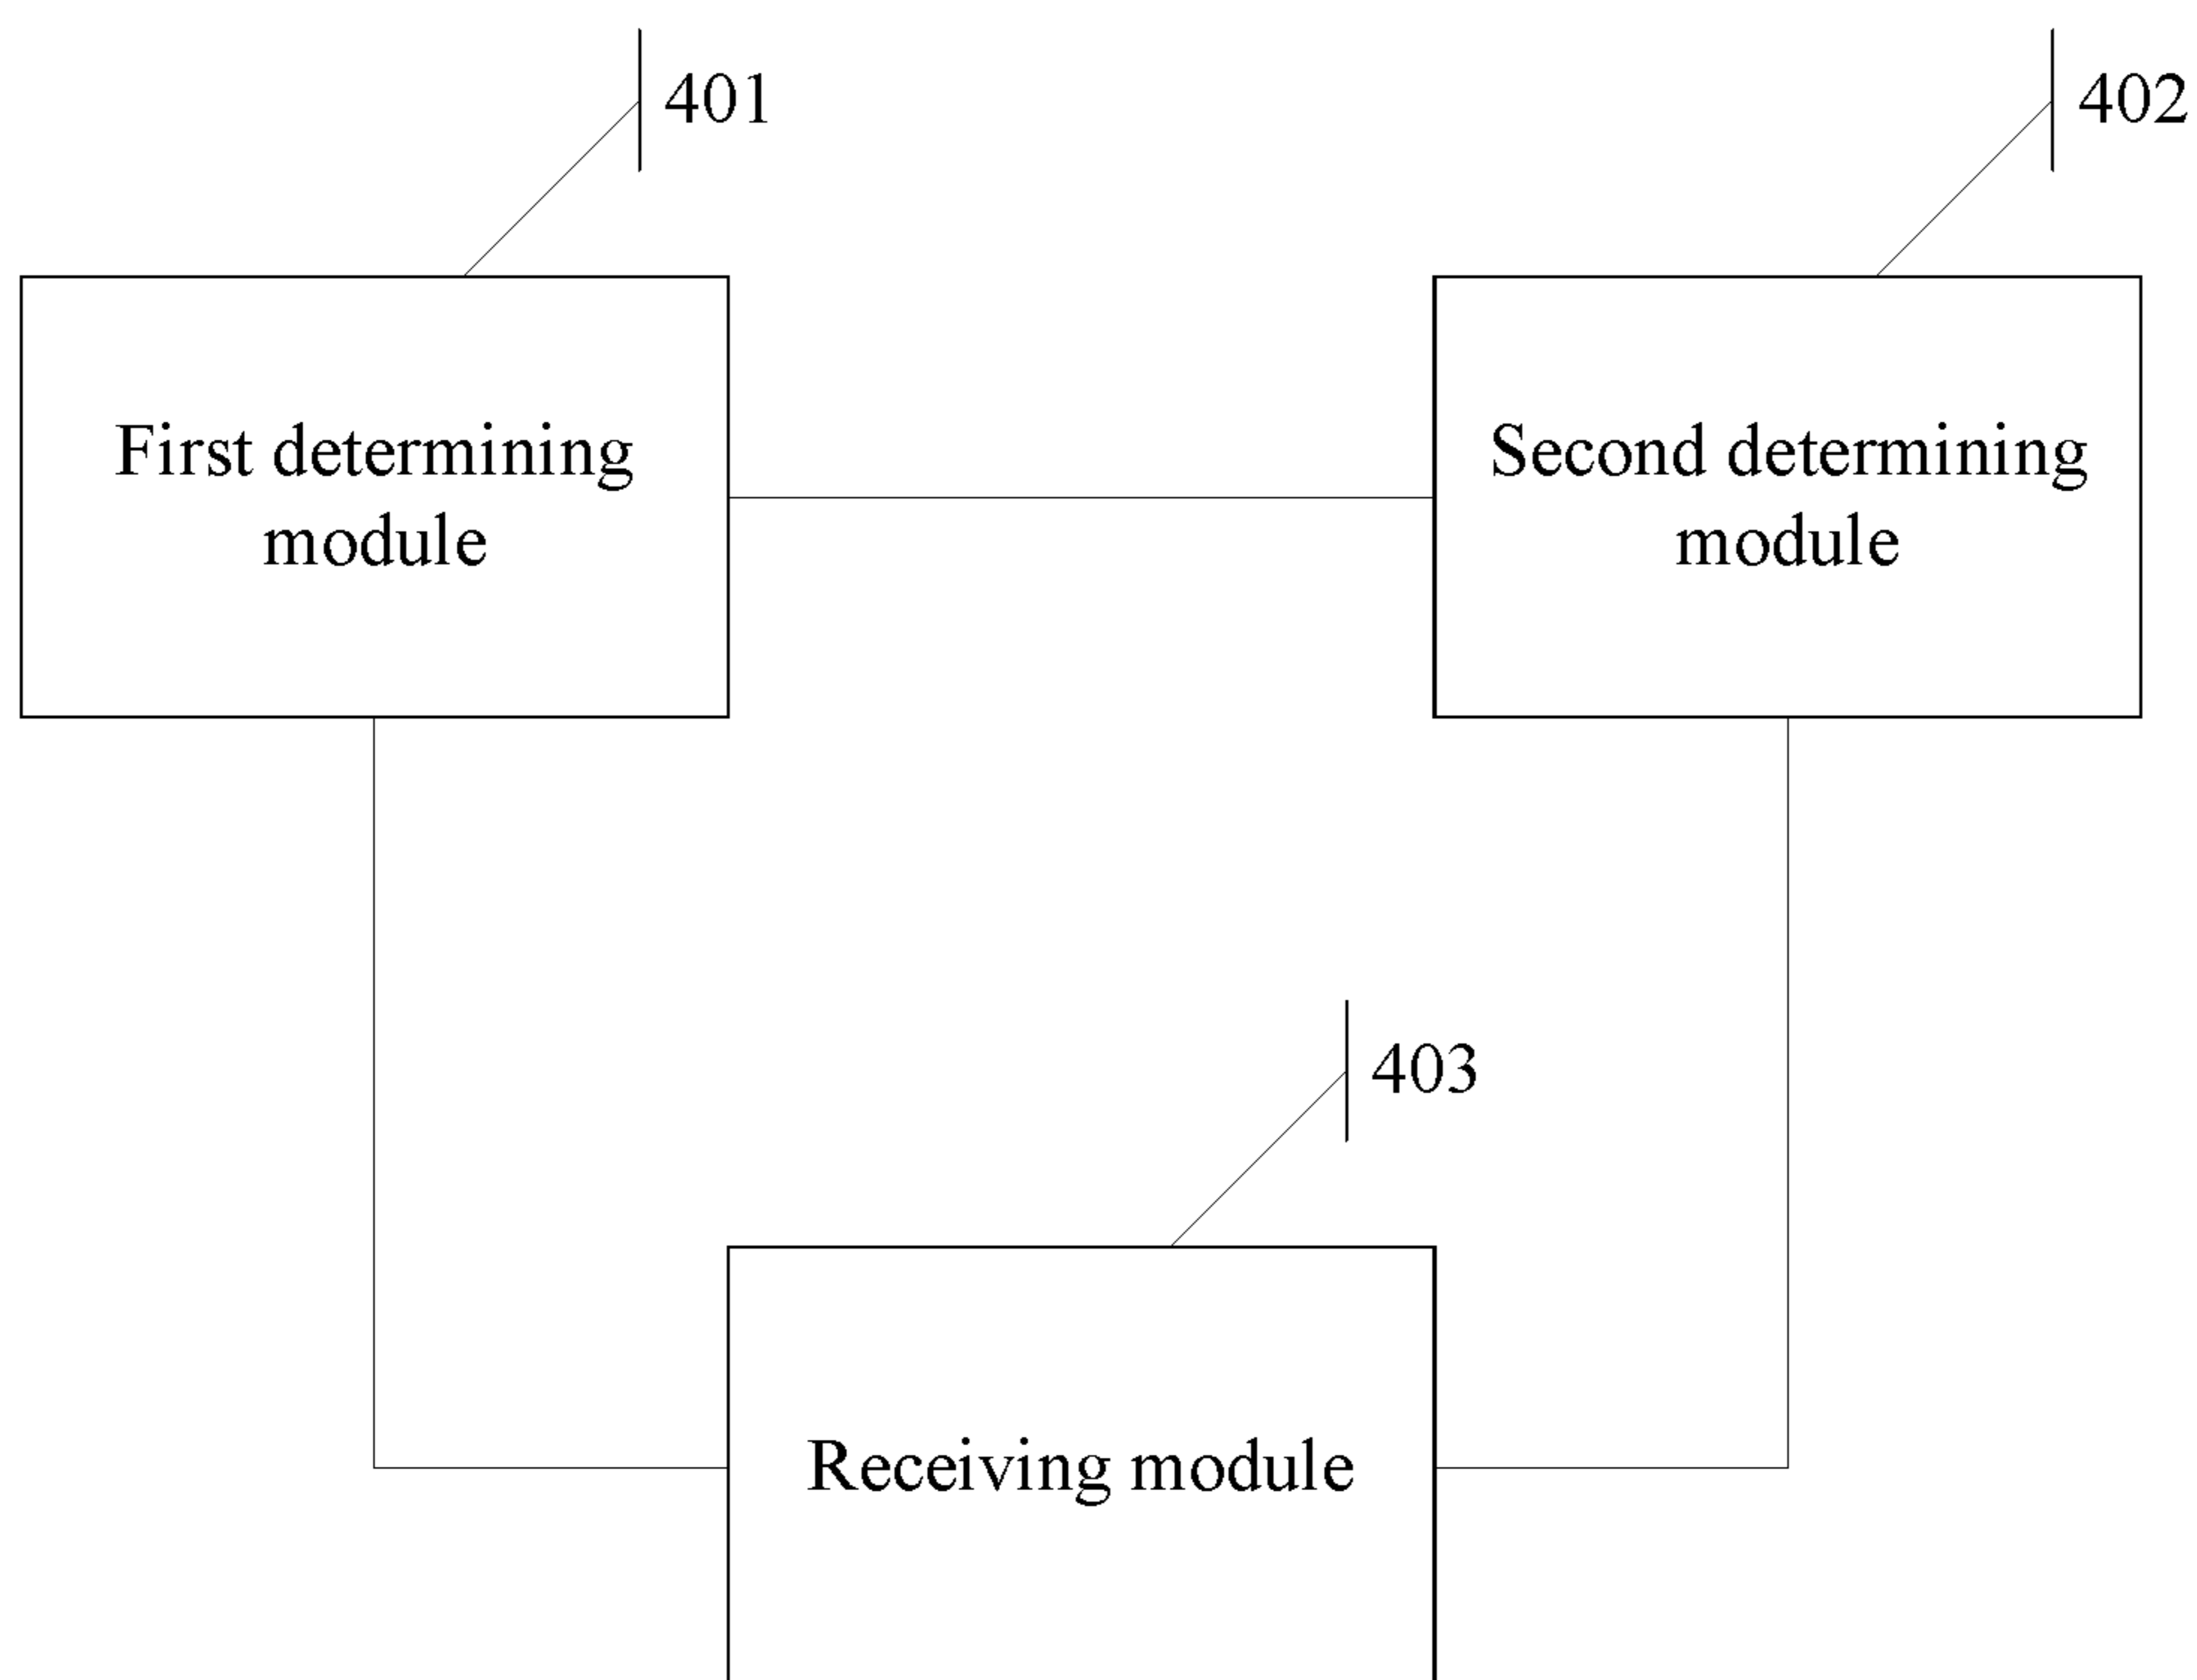 401
402
First determining
module
Second determining
module
403
Receiving module